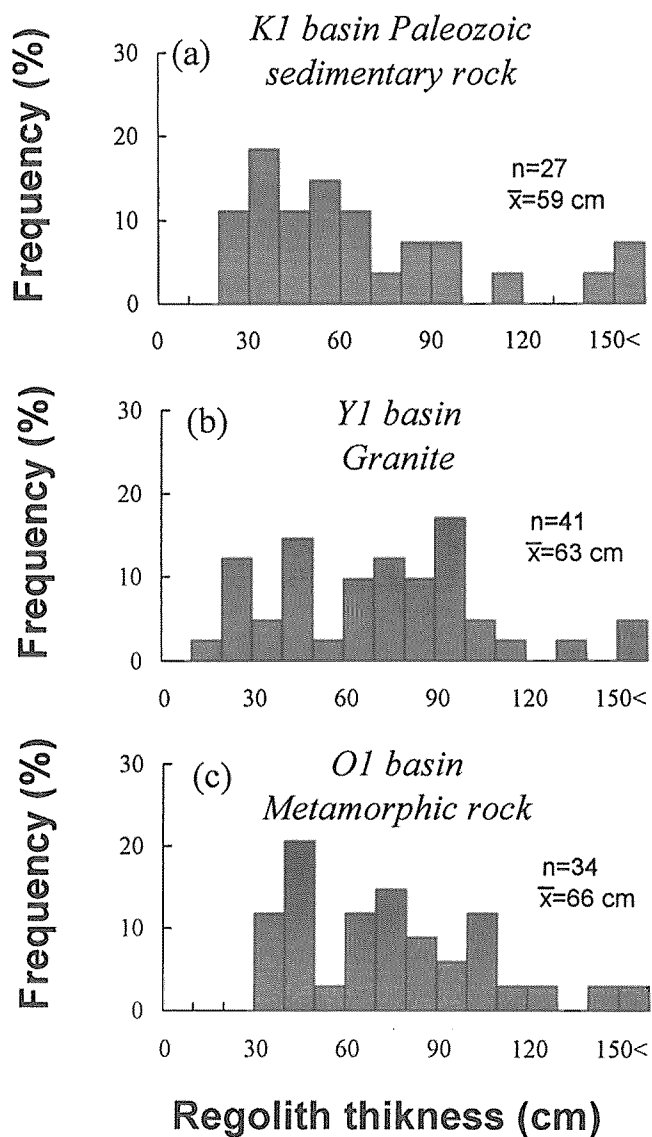 (a)
K1 basin Paleozoic
sedimentary rock
Frequency (%)
30
20
10
0
n=27
x̄=59 cm
0 30 60 90 120 150<
(b)
Y1 basin
Granite
Frequency (%)
30
20
10
0
n=41
x̄=63 cm
0 30 60 90 120 150<
(c)
O1 basin
Metamorphic rock
Frequency (%)
30
20
10
0
n=34
x̄=66 cm
0 30 60 90 120 150<
Regolith thikness (cm)